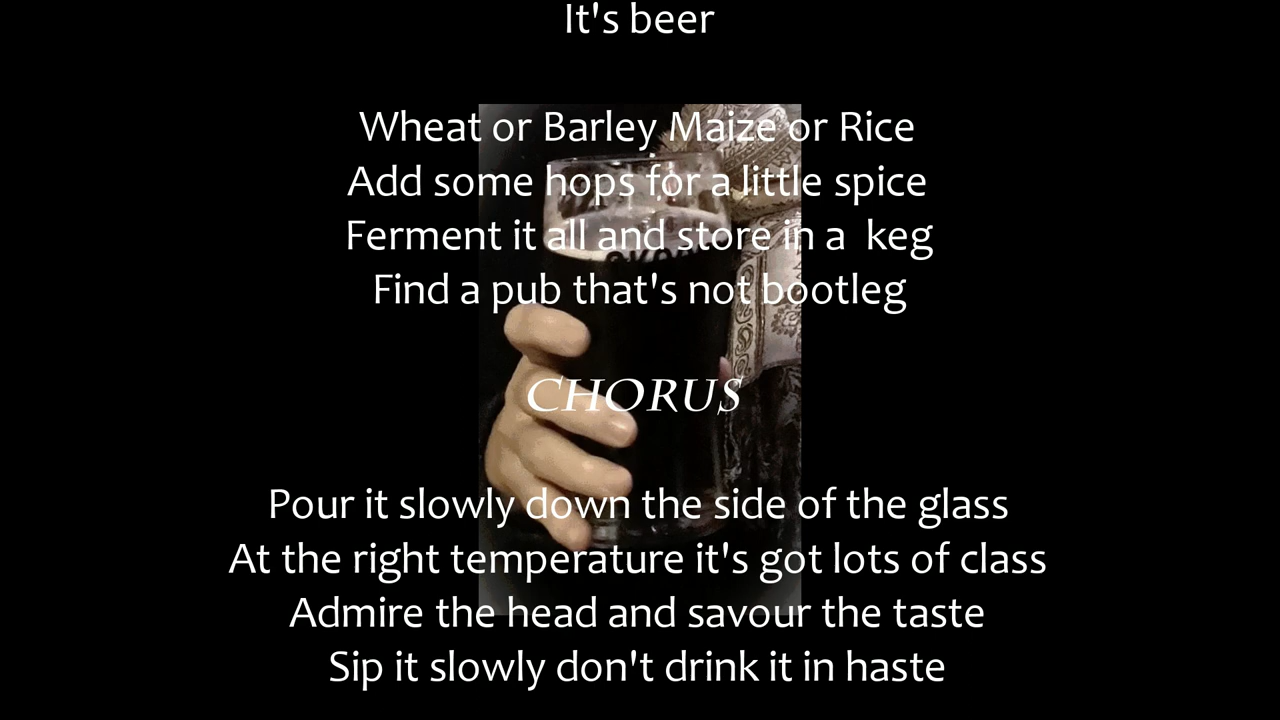 It's beer
Wheat or Barley Maize or Rice
Add some hops for a little spice
Ferment it all and store in a  keg
Find a pub that's not bootleg
CHORUS
Pour it slowly down the side of the glass
At the right temperature it's got lots of class
Admire the head and savour the taste
Sip it slowly don't drink it in haste